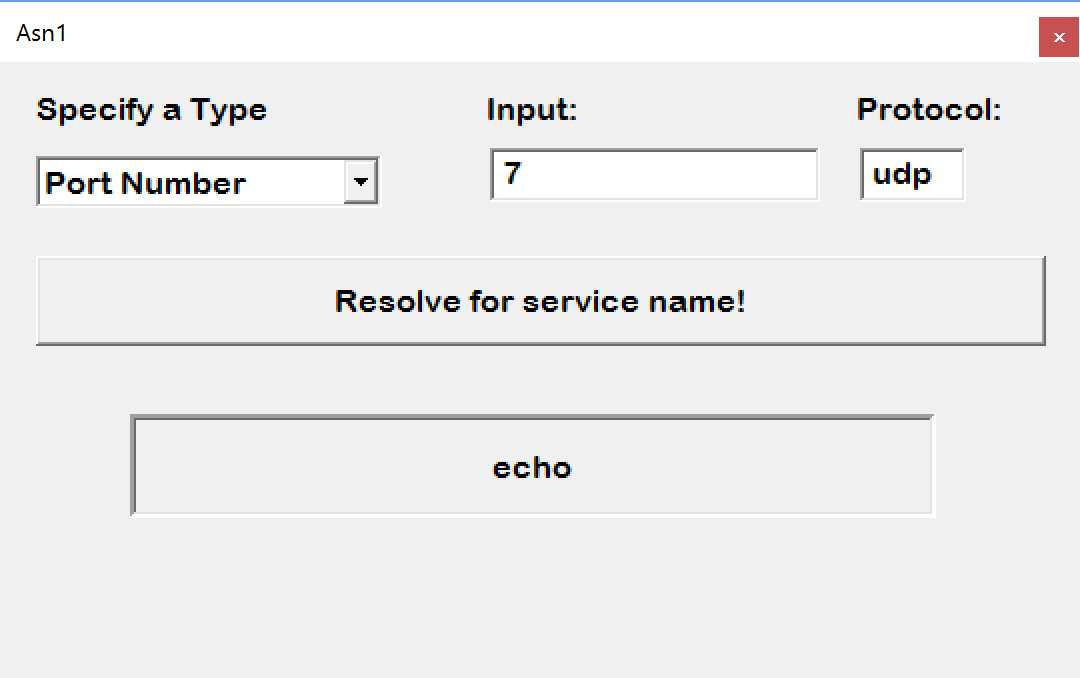 Asn1
Specify a Type
Input:
Protocol:
Port Number
7
udp
Resolve for service name!
echo